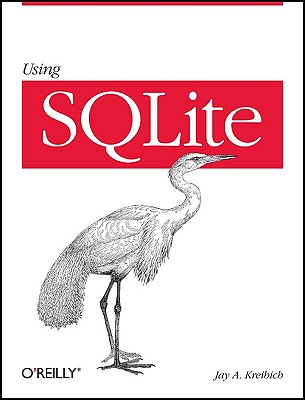 Using
SQLite
O'REILLY®
Jay A. Kreibich